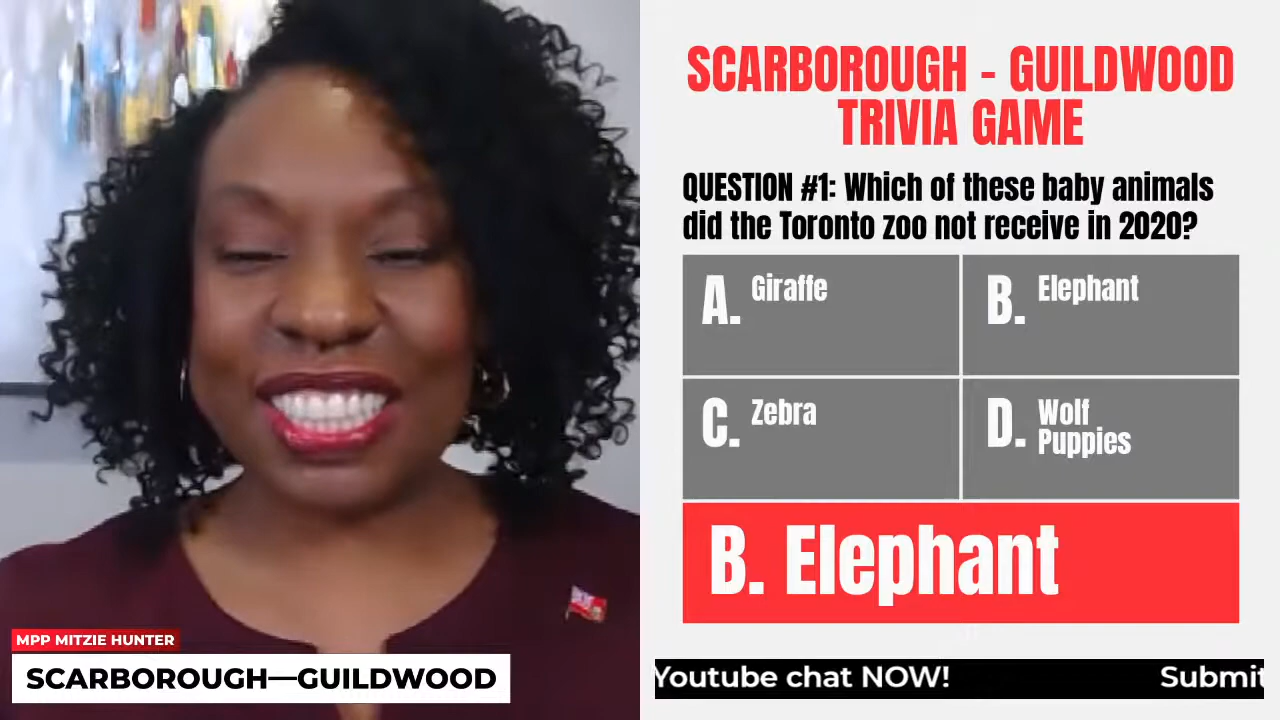 MPP MITZIE HUNTER
SCARBOROUGH—GUILDWOOD
SCARBOROUGH - GUILDWOOD
TRIVIA GAME
QUESTION #1: Which of these baby animals
did the Toronto zoo not receive in 2020?
A. Giraffe
B. Elephant
C. Zebra
D. Wolf
Puppies
B. Elephant
Youtube chat NOW! Submit